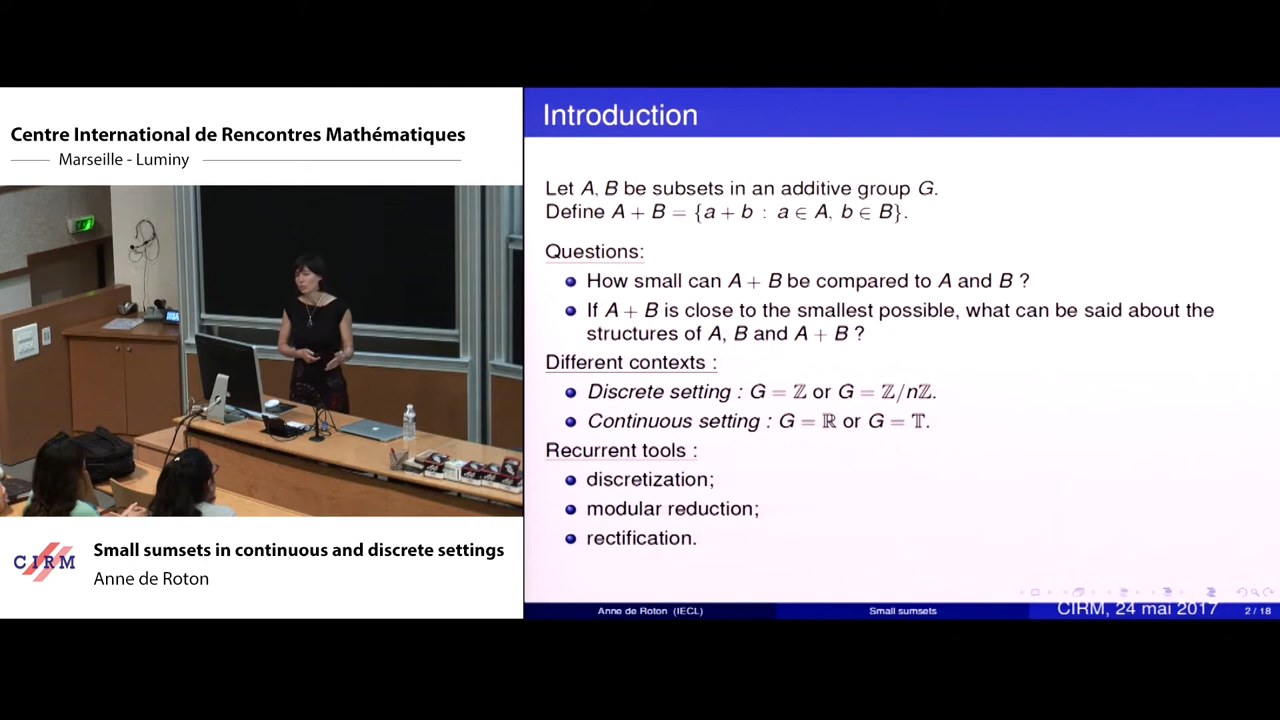 Centre International de Rencontres Mathématiques
Marseille - Luminy
CIRM
Small sumsets in continuous and discrete settings
Anne de Roton
Introduction
Let A, B be subsets in an additive group G.
Define A + B = {a + b : a ∈ A, b ∈ B}.
Questions:
How small can A + B be compared to A and B ?
If A + B is close to the smallest possible, what can be said about the
structures of A, B and A + B ?
Different contexts :
Discrete setting : G = ℤ or G = ℤ/nℤ.
Continuous setting : G = ℝ or G = 𝕋.
Recurrent tools :
discretization;
modular reduction;
rectification.
Anne de Roton (IECL)
Small sumsets
CIRM, 24 mai 2017
2 / 18